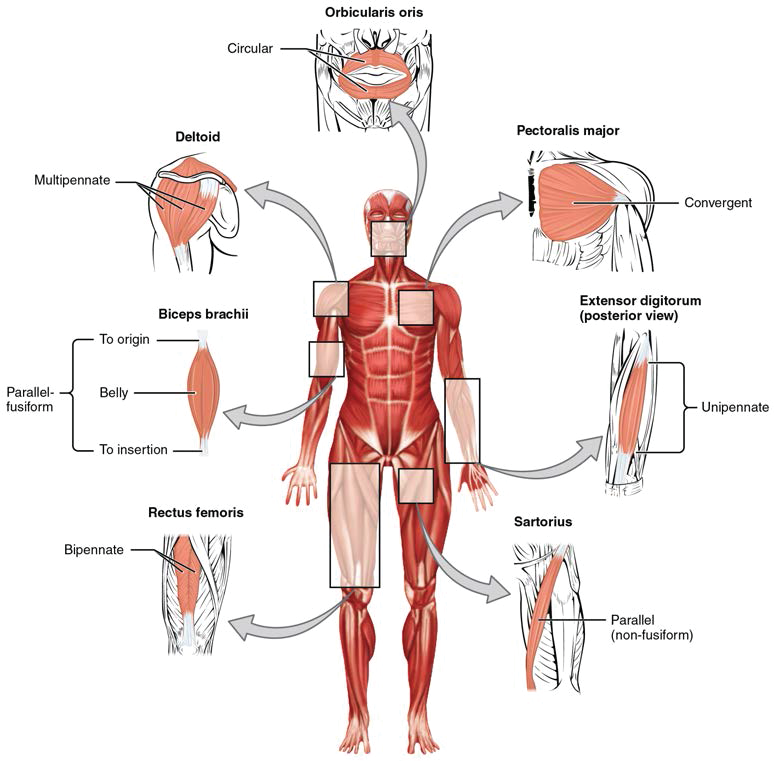 Orbicularis oris
Circular
Deltoid
Multipennate
Pectoralis major
Convergent
Biceps brachii
To origin
Parallel-
fusiform
Belly
To insertion
Extensor digitorum
(posterior view)
Unipennate
Rectus femoris
Bipennate
Sartorius
Parallel
(non-fusiform)